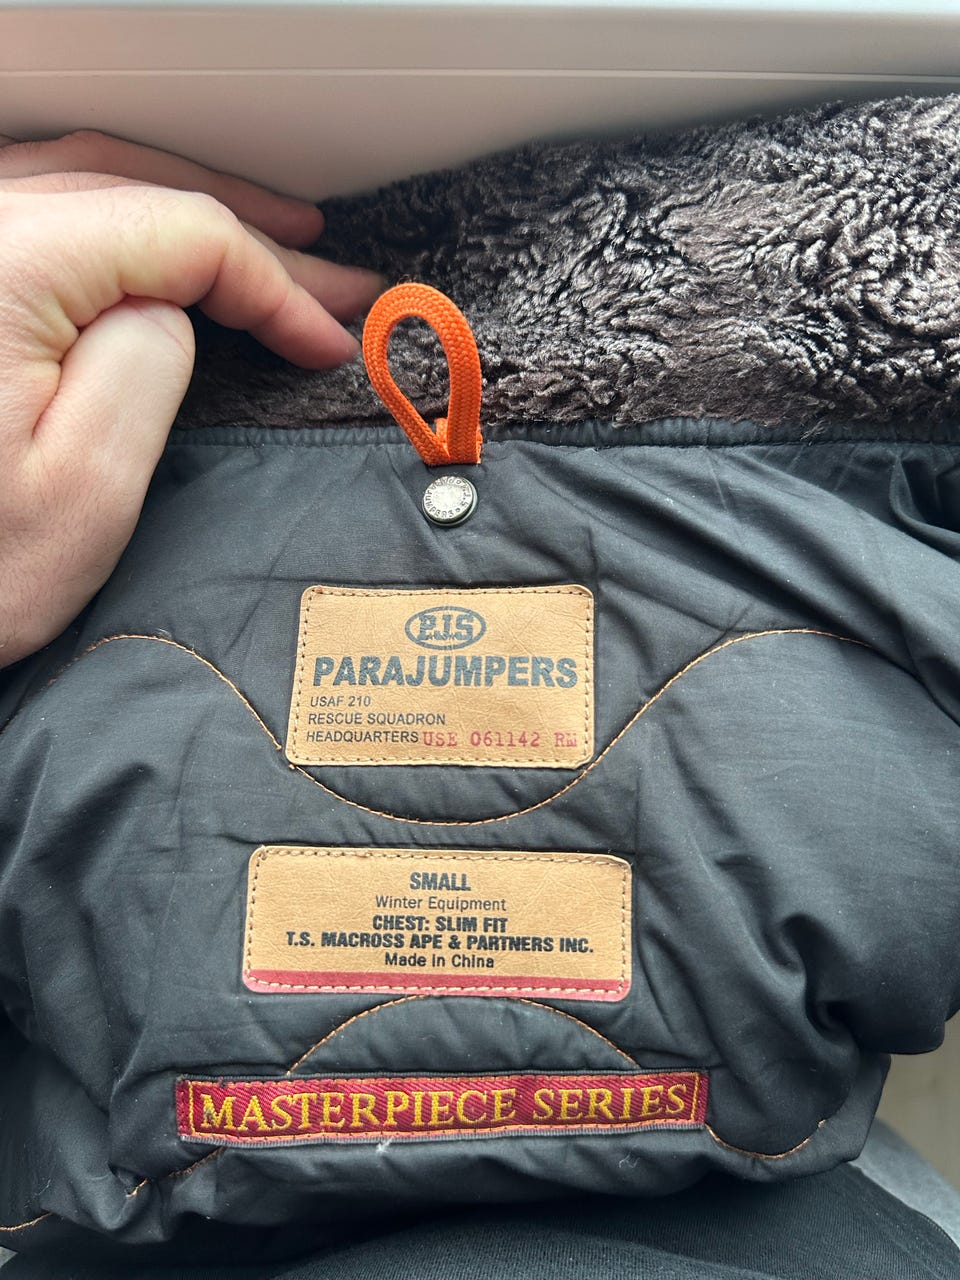 PJS
PARAJUMPERS
USAF 210
RESCUE SQUADRON
HEADQUARTERS USE 061142 RW
SMALL
Winter Equipment
CHEST: SLIM FIT
T.S. MACROSS APE & PARTNERS INC.
Made in China
MASTERPIECE SERIES